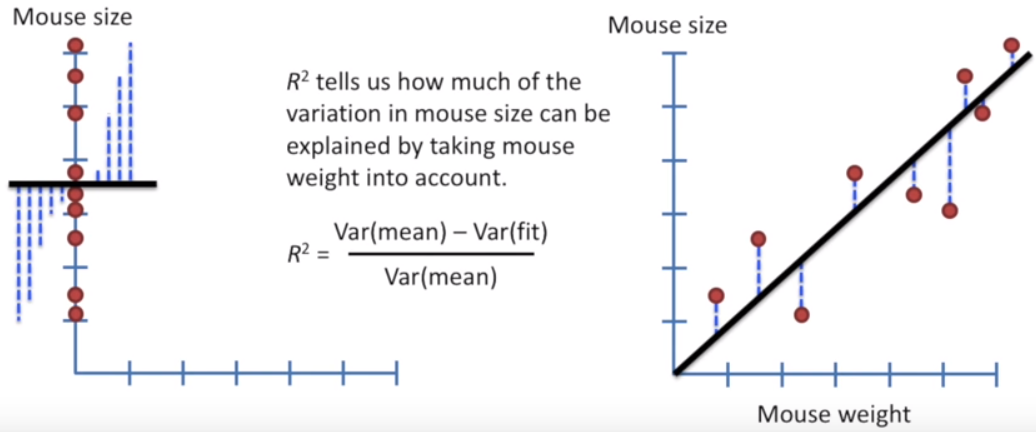 Mouse size
R² tells us how much of the
variation in mouse size can be
explained by taking mouse
weight into account.
R² = Var(mean) – Var(fit)
Var(mean)
Mouse size
Mouse weight